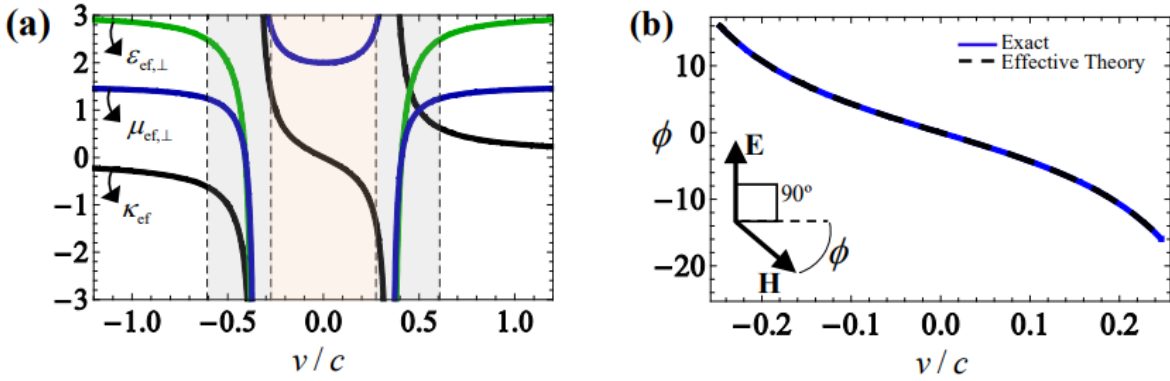 (a)
3
2
1
0
−1
−2
−3
ε_ef,⊥
μ_ef,⊥
κ_ef
−1.0 −0.5 0.0 0.5 1.0
v / c
(b)
10
0
−10
−20
ϕ
Exact
Effective Theory
E
90º
ϕ
H
−0.2 −0.1 0.0 0.1 0.2
v / c